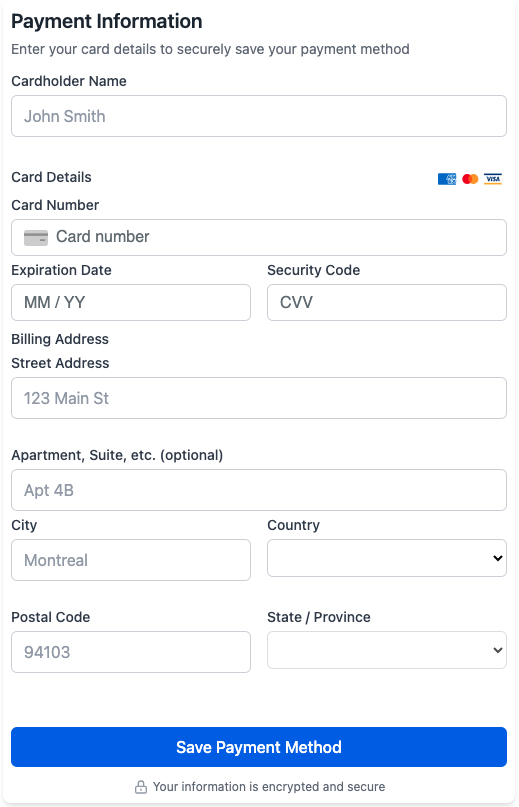 Payment Information
Enter your card details to securely save your payment method
Cardholder Name
John Smith
Card Details
VISA
Card Number
Card number
Expiration Date
Security Code
MM / YY
CVV
Billing Address
Street Address
123 Main St
Apartment, Suite, etc. (optional)
Apt 4B
City
Country
Montreal
Postal Code
State / Province
94103
Save Payment Method
Your information is encrypted and secure